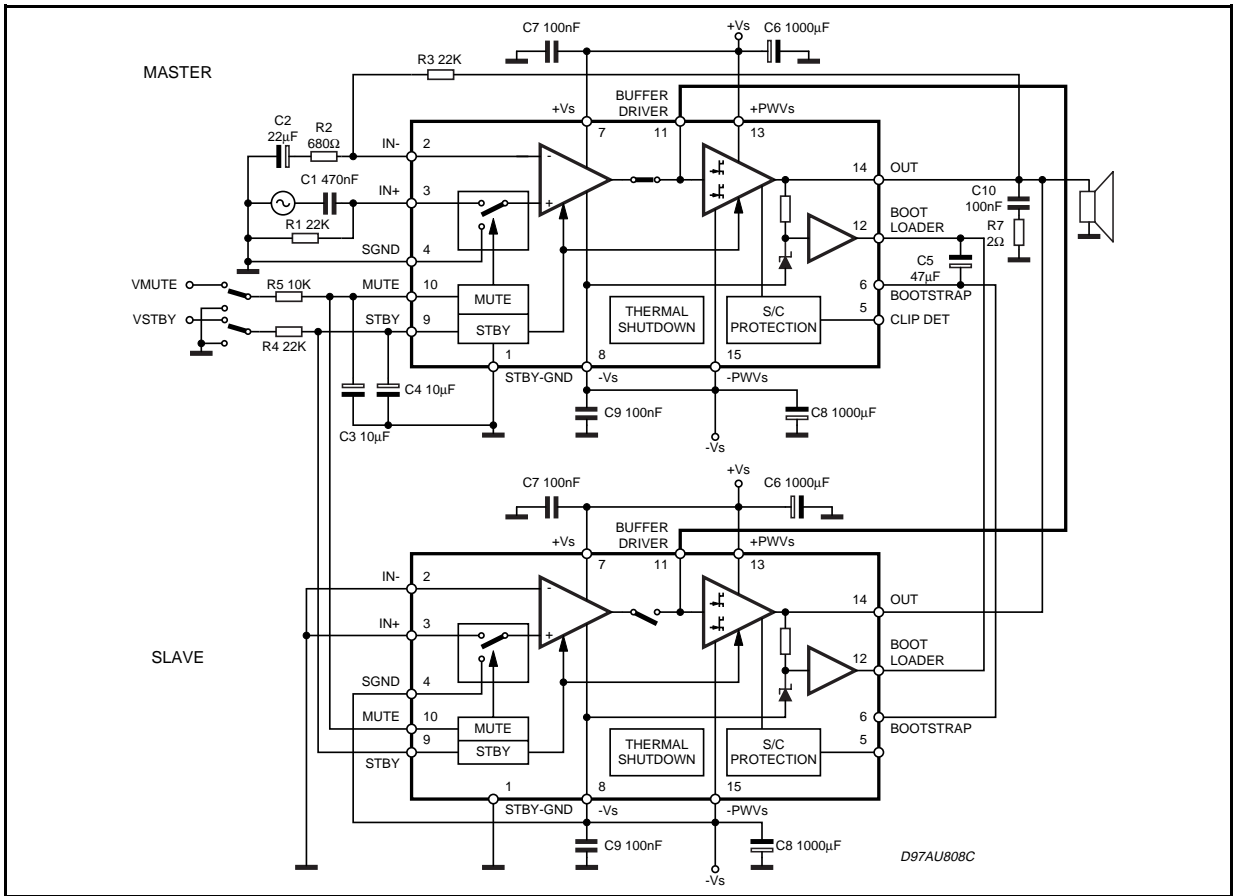 MASTER
C7 100nF
+Vs
C6 1000µF
R3 22K
BUFFER
DRIVER
+Vs
+PWVs
7
11
13
C2
22µF
R2
680Ω
IN-
2
-
14
OUT
C1 470nF
IN+
3
+
C10
100nF
R1 22K
BOOT
LOADER
12
R7
2Ω
SGND
4
C5
47µF
VMUTE
R5 10K
MUTE
10
MUTE
6
BOOTSTRAP
VSTBY
STBY
9
STBY
THERMAL
SHUTDOWN
S/C
PROTECTION
5
CLIP DET
R4 22K
1
8
15
STBY-GND
-Vs
-PWVs
C4 10µF
C3 10µF
C9 100nF
C8 1000µF
-Vs
+Vs
C7 100nF
C6 1000µF
BUFFER
DRIVER
+Vs
+PWVs
7
11
13
IN-
2
-
14
OUT
IN+
3
+
SLAVE
BOOT
LOADER
12
SGND
4
MUTE
10
MUTE
6
BOOTSTRAP
9
STBY
STBY
THERMAL
SHUTDOWN
S/C
PROTECTION
5
1
8
15
STBY-GND
-Vs
-PWVs
C9 100nF
C8 1000µF
D97AU808C
-Vs